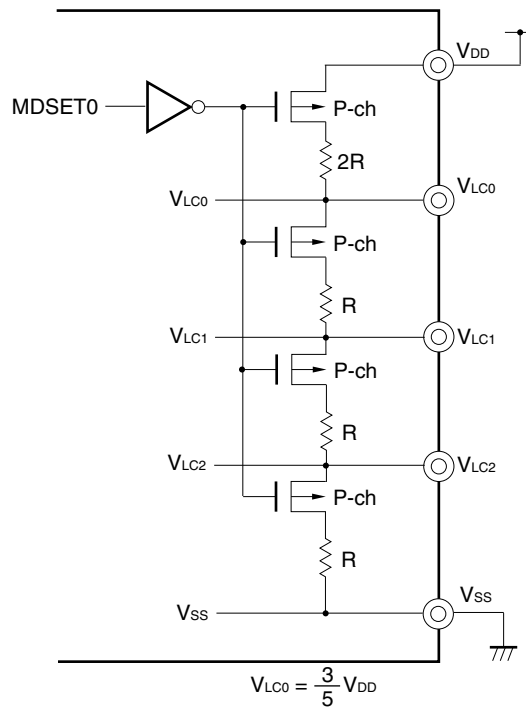 VDD
MDSET0
P-ch
2R
VLC0
VLC0
P-ch
R
VLC1
VLC1
P-ch
R
VLC2
VLC2
P-ch
R
VSS
VSS
VLC0 = 3/5 VDD